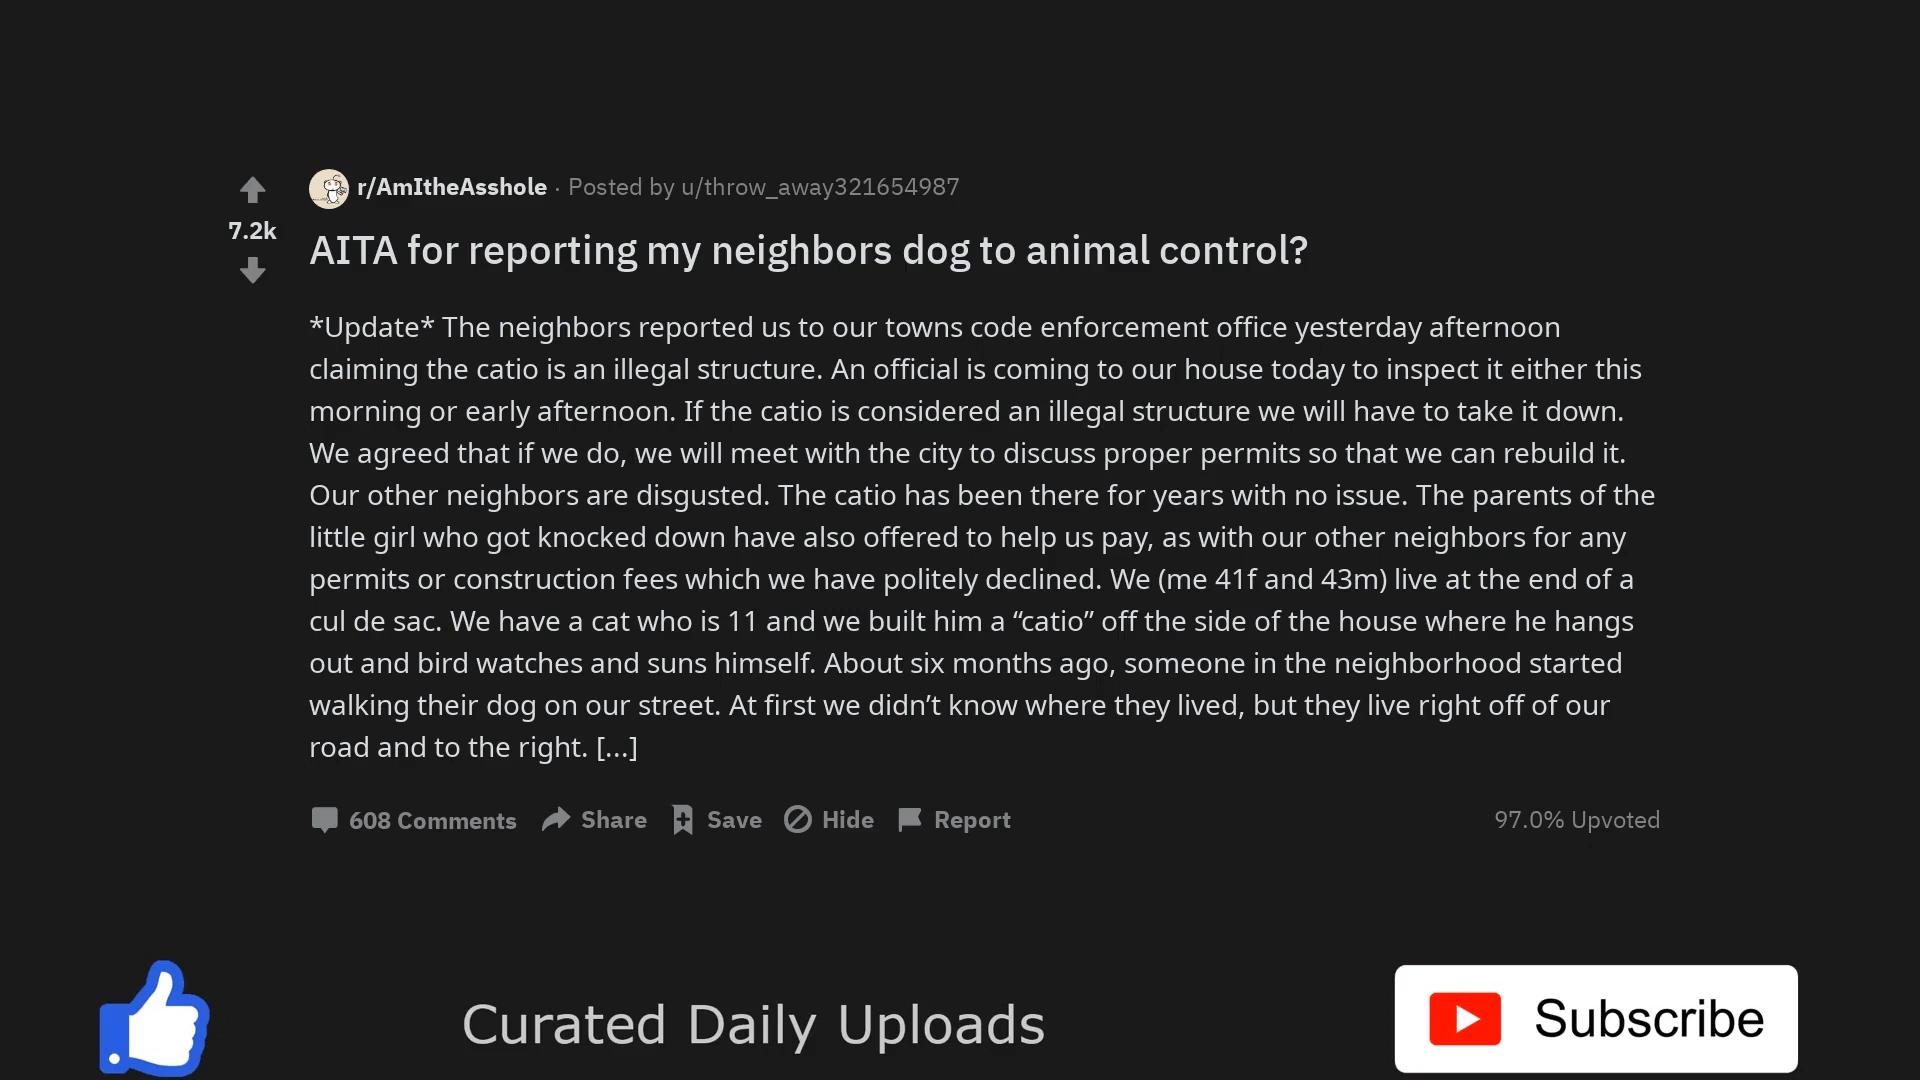 r/AmItheAsshole · Posted by u/throw_away321654987
7.2k
AITA for reporting my neighbors dog to animal control?
*Update* The neighbors reported us to our towns code enforcement office yesterday afternoon
claiming the catio is an illegal structure. An official is coming to our house today to inspect it either this
morning or early afternoon. If the catio is considered an illegal structure we will have to take it down.
We agreed that if we do, we will meet with the city to discuss proper permits so that we can rebuild it.
Our other neighbors are disgusted. The catio has been there for years with no issue. The parents of the
little girl who got knocked down have also offered to help us pay, as with our other neighbors for any
permits or construction fees which we have politely declined. We (me 41f and 43m) live at the end of a
cul de sac. We have a cat who is 11 and we built him a “catio” off the side of the house where he hangs
out and bird watches and suns himself. About six months ago, someone in the neighborhood started
walking their dog on our street. At first we didn’t know where they lived, but they live right off of our
road and to the right. [...]
608 Comments Share Save Hide Report 97.0% Upvoted
Curated Daily Uploads
Subscribe